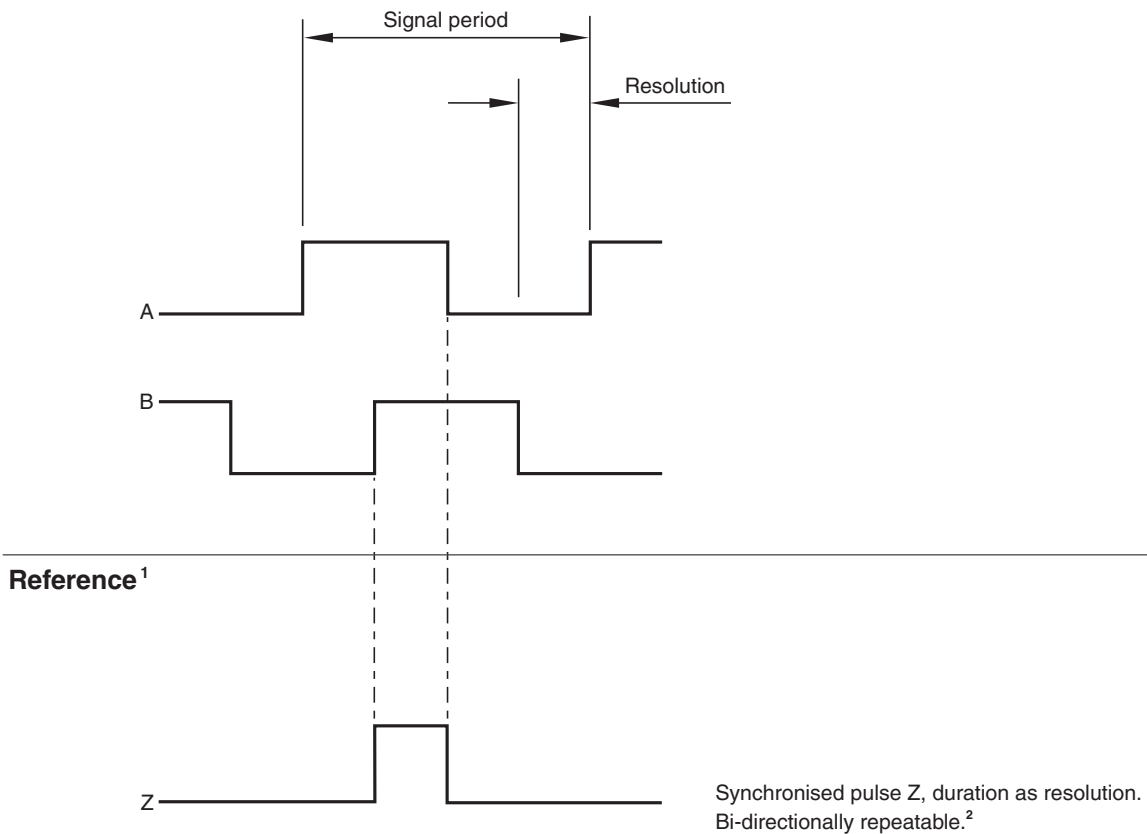 Signal period
Resolution
A
B
Reference¹
Z
Synchronised pulse Z, duration as resolution.
Bi-directionally repeatable.²